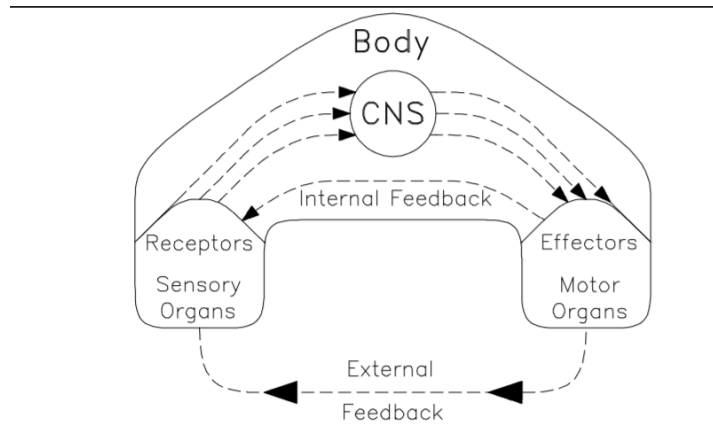 Body
CNS
Internal Feedback
Receptors
Sensory
Organs
Effectors
Motor
Organs
External
Feedback